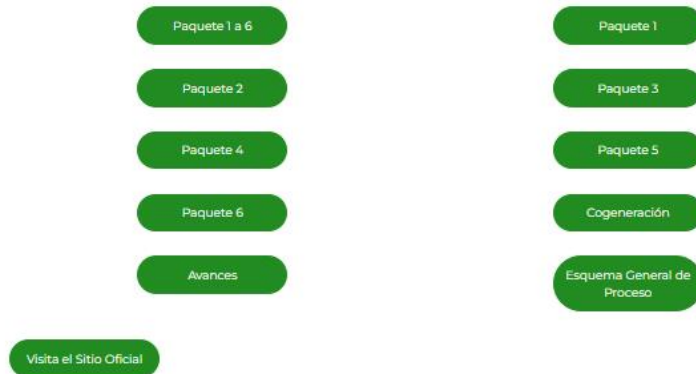 Paquete 1 a 6
Paquete 1
Paquete 2
Paquete 3
Paquete 4
Paquete 5
Paquete 6
Cogeneración
Avances
Esquema General de
Proceso
Visita el Sitio Oficial